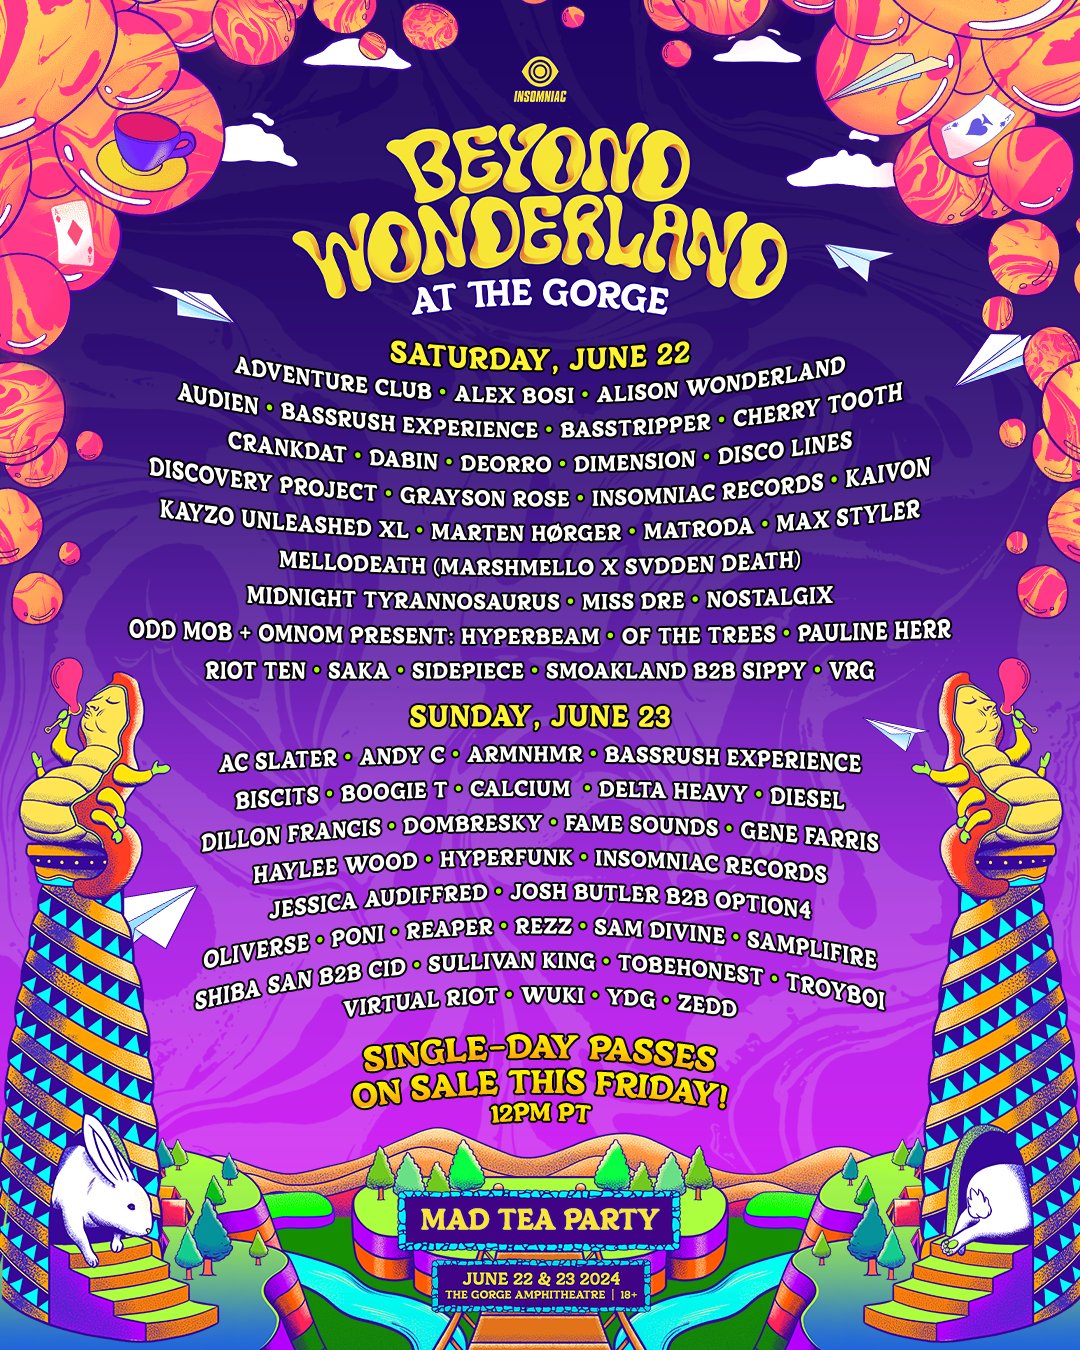 INSOMNIAC
BEYOND
WONDERLAND
AT THE GORGE
SATURDAY, JUNE 22
ADVENTURE CLUB • ALEX BOSI • ALISON WONDERLAND
AUDIEN • BASSRUSH EXPERIENCE • BASSTRIPPER • CHERRY TOOTH
CRANKDAT • DABIN • DEORRO • DIMENSION • DISCO LINES
DISCOVERY PROJECT • GRAYSON ROSE • INSOMNIAC RECORDS • KAIVON
KAYZO UNLEASHED XL • MARTEN HØRGER • MATRODA • MAX STYLER
MELLODEATH (MARSHMELLO X SVDDEN DEATH)
MIDNIGHT TYRANNOSAURUS • MISS DRE • NOSTALGIX
ODD MOB + OMNOM PRESENT: HYPERBEAM • OF THE TREES • PAULINE HERR
RIOT TEN • SAKA • SIDEPIECE • SMOAKLAND B2B SIPPY • VRG
SUNDAY, JUNE 23
AC SLATER • ANDY C • ARMNHMR • BASSRUSH EXPERIENCE
BISCITS • BOOGIE T • CALCIUM • DELTA HEAVY • DIESEL
DILLON FRANCIS • DOMBRESKY • FAME SOUNDS • GENE FARRIS
HAYLEE WOOD • HYPERFUNK • INSOMNIAC RECORDS
JESSICA AUDIFFRED • JOSH BUTLER B2B OPTION4
OLIVERSE • PONI • REAPER • REZZ • SAM DIVINE • SAMPLIFIRE
SHIBA SAN B2B CID • SULLIVAN KING • TOBEHONEST • TROYBOI
VIRTUAL RIOT • WUKI • YDG • ZEDD
SINGLE-DAY PASSES
ON SALE THIS FRIDAY!
12PM PT
MAD TEA PARTY
JUNE 22 & 23 2024
THE GORGE AMPHITHEATRE | 18+